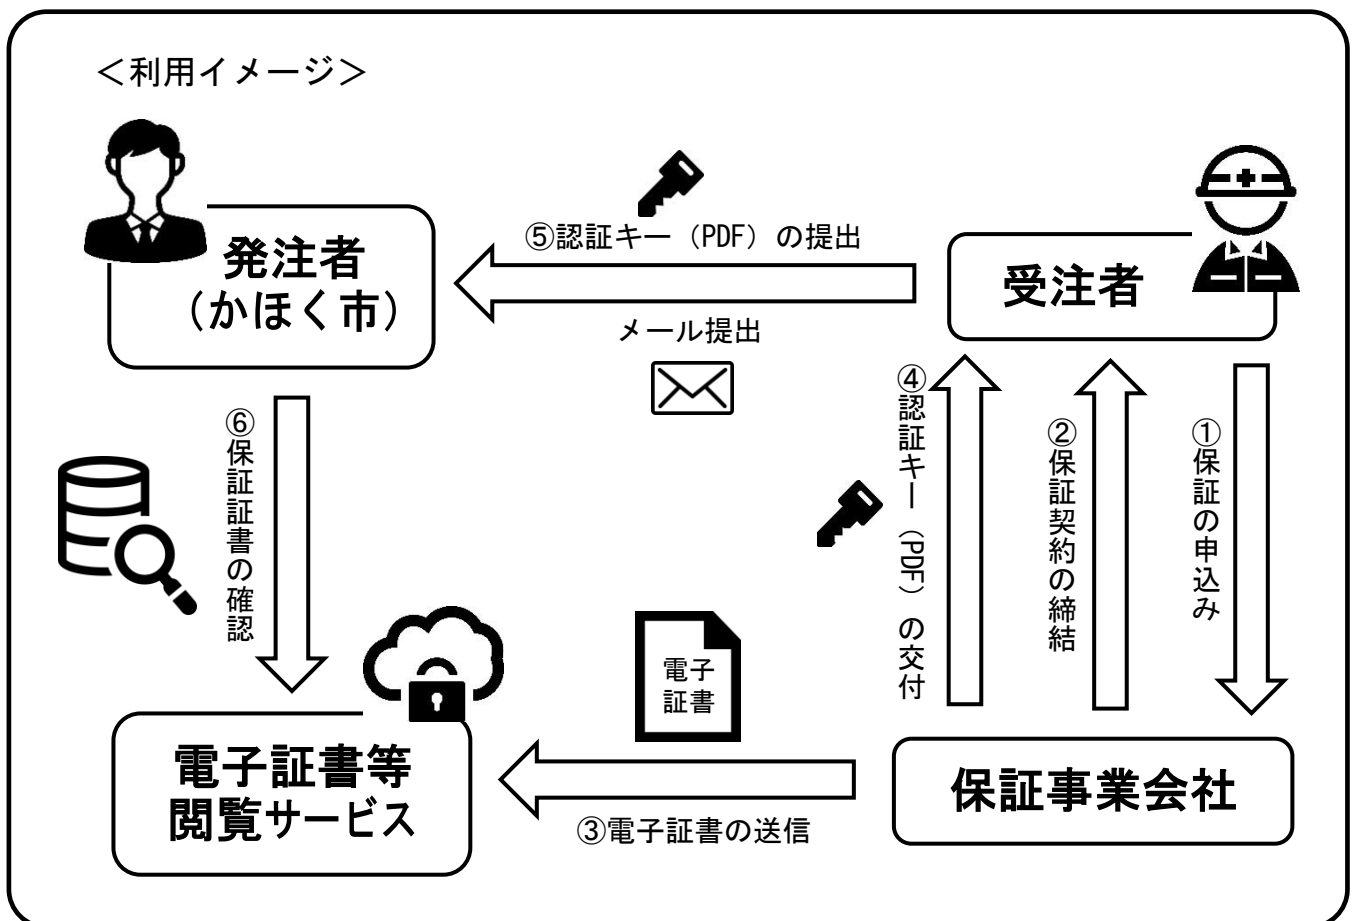 ＜利用イメージ＞
発注者
（かほく市）
⑤認証キー（PDF）の提出
メール提出
受注者
①保証の申込み
②保証契約の締結
④認証キー（PDF）の交付
⑥保証証書の確認
電子
証書
③電子証書の送信
保証事業会社
電子証書等
閲覧サービス